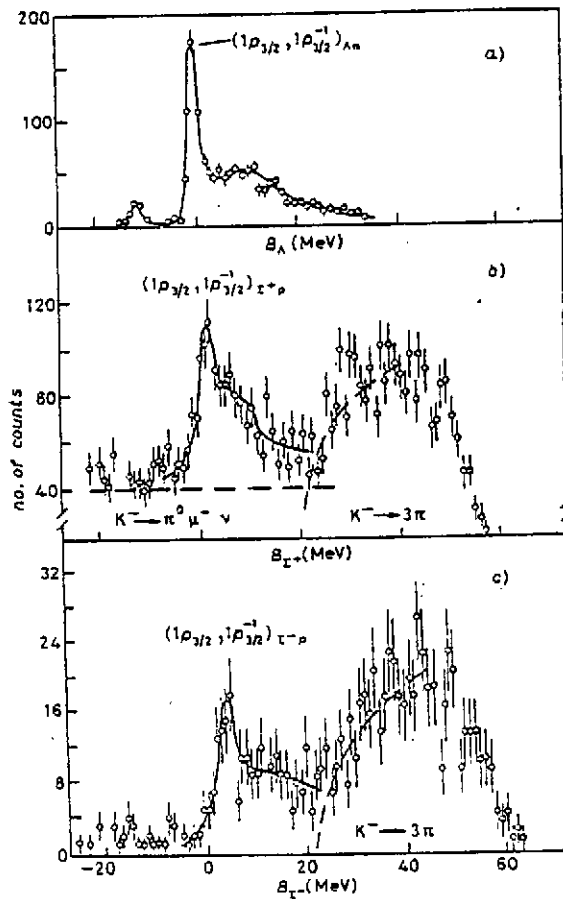 200
(1p3/2, 1p3/2^-1)Λn
a)
100
0
BΛ (MeV)
(1p3/2, 1p3/2^-1)Σ+p
b)
120
80
40
no. of counts
K⁻→π⁰ μ⁻ ν
K⁻→3π
BΣ+ (MeV)
32
c)
(1p3/2, 1p3/2^-1)Σ-p
24
16
8
K⁻→3π
0
-20 0 20 40 60
BΣ- (MeV)